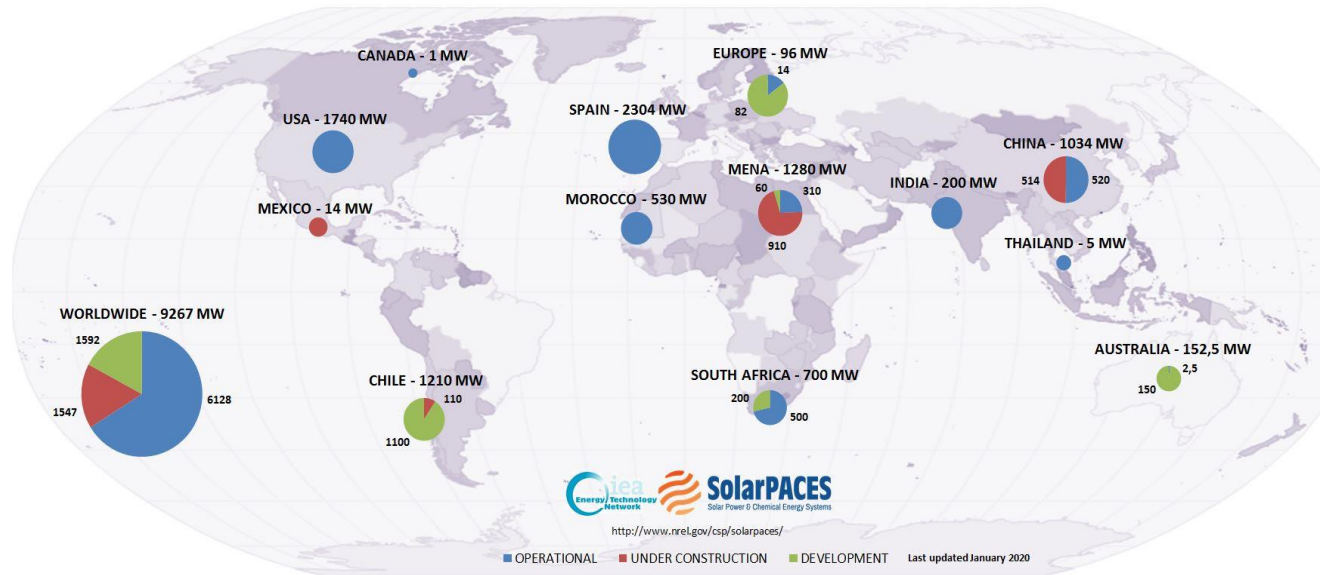 CANADA - 1 MW
EUROPE - 96 MW
14
82
USA - 1740 MW
SPAIN - 2304 MW
CHINA - 1034 MW
514
520
MENA - 1280 MW
60
310
910
INDIA - 200 MW
MEXICO - 14 MW
MOROCCO - 530 MW
THAILAND - 5 MW
WORLDWIDE - 9267 MW
1592
1547
6128
CHILE - 1210 MW
110
1100
SOUTH AFRICA - 700 MW
200
500
AUSTRALIA - 152,5 MW
2,5
150
iea
Energy Technology
Network
SolarPACES
Solar Power & Chemical Energy Systems
http://www.nrel.gov/csp/solarpaces/
OPERATIONAL UNDER CONSTRUCTION DEVELOPMENT Last updated January 2020